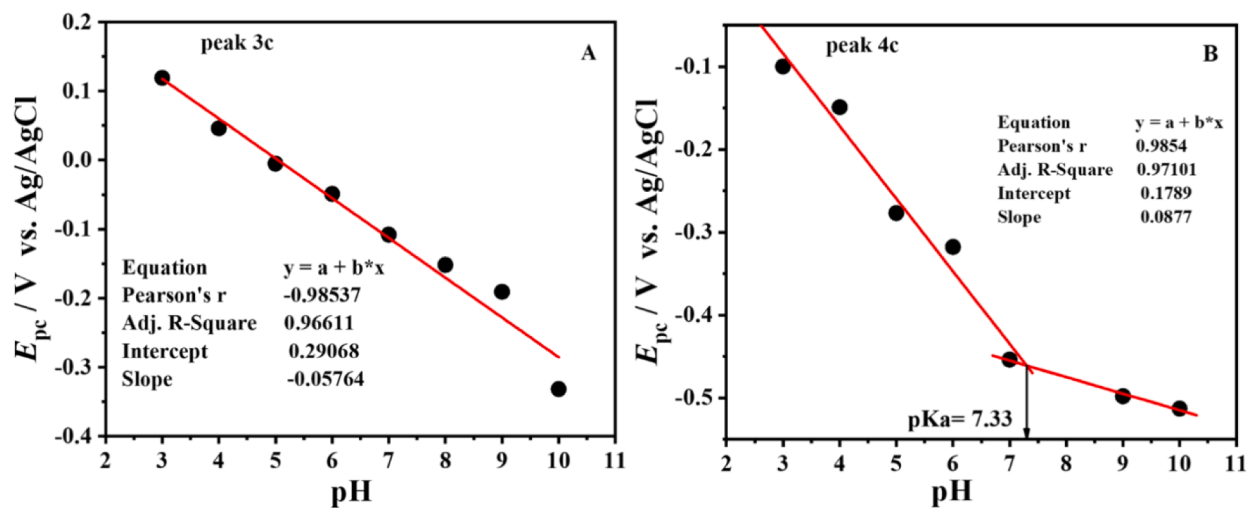 peak 3c
A
0.2
0.1
0.0
-0.1
-0.2
-0.3
-0.4
Epc / V vs. Ag/AgCl
Equation y = a + b*x
Pearson's r -0.98537
Adj. R-Square 0.96611
Intercept 0.29068
Slope -0.05764
2 3 4 5 6 7 8 9 10 11
pH
peak 4c
B
-0.1
-0.2
-0.3
-0.4
-0.5
Epc / V vs. Ag/AgCl
Equation y = a + b*x
Pearson's r 0.9854
Adj. R-Square 0.97101
Intercept 0.1789
Slope 0.0877
pKa= 7.33
2 3 4 5 6 7 8 9 10 11
pH